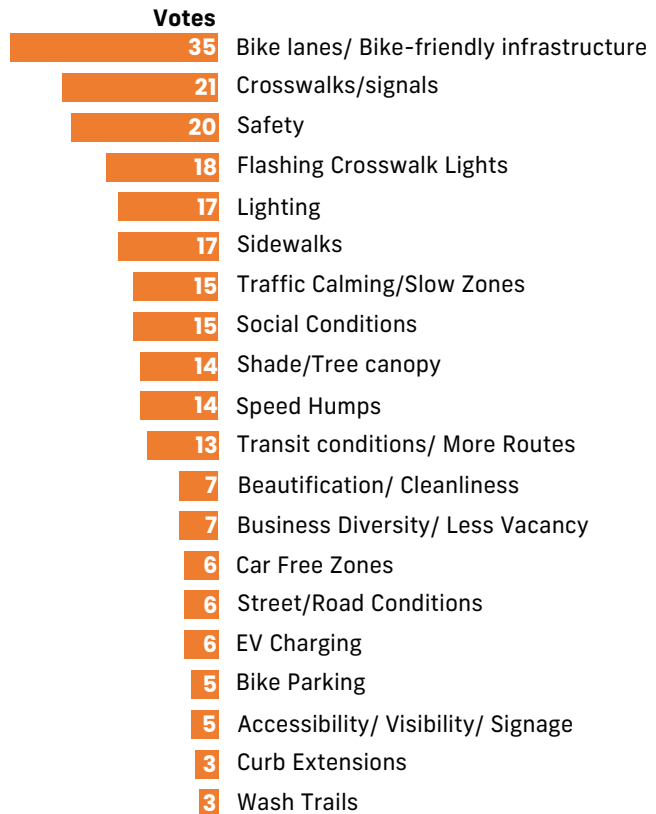 Votes
35 Bike lanes/ Bike-friendly infrastructure
21 Crosswalks/signals
20 Safety
18 Flashing Crosswalk Lights
17 Lighting
17 Sidewalks
15 Traffic Calming/Slow Zones
15 Social Conditions
14 Shade/Tree canopy
14 Speed Humps
13 Transit conditions/ More Routes
7 Beautification/ Cleanliness
7 Business Diversity/ Less Vacancy
6 Car Free Zones
6 Street/Road Conditions
6 EV Charging
5 Bike Parking
5 Accessibility/ Visibility/ Signage
3 Curb Extensions
3 Wash Trails